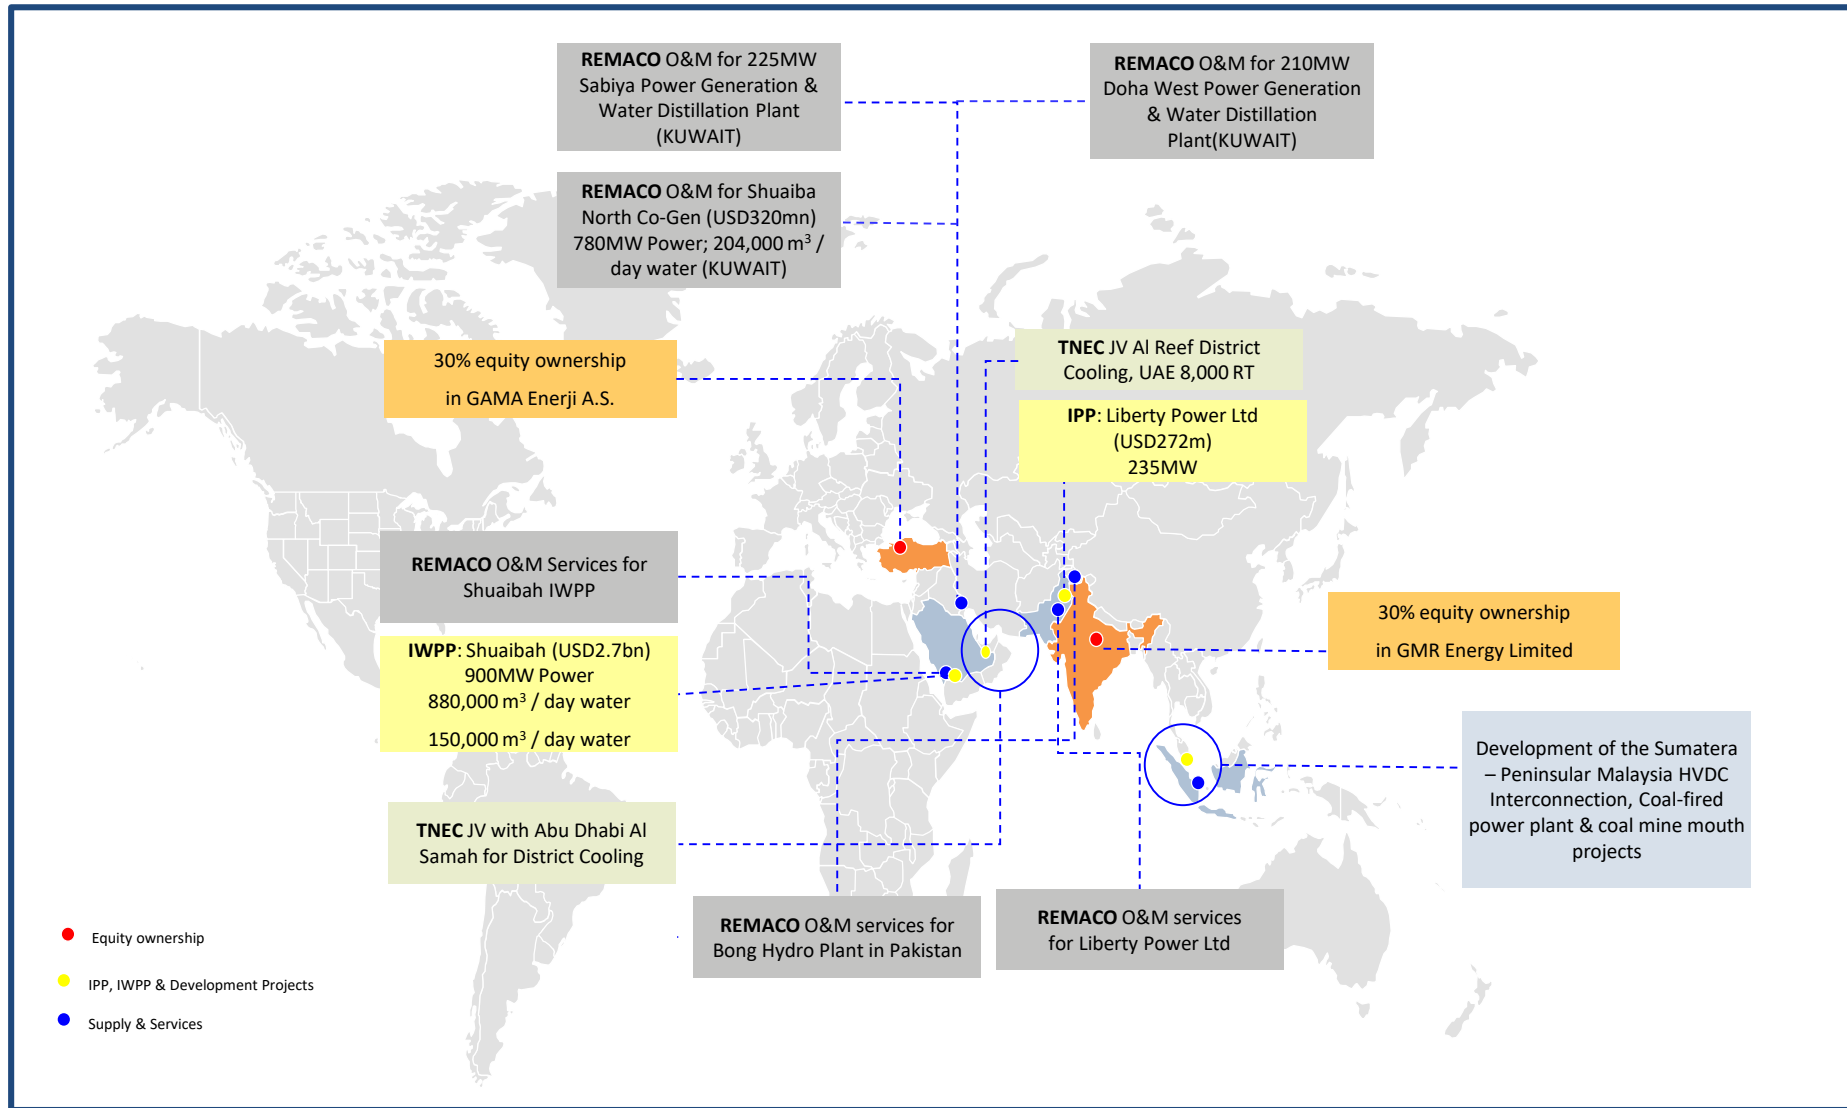 REMACO O&M for 225MW
Sabiya Power Generation &
Water Distillation Plant
(KUWAIT)
REMACO O&M for 210MW
Doha West Power Generation
& Water Distillation
Plant(KUWAIT)
REMACO O&M for Shuaiba
North Co-Gen (USD320mn)
780MW Power; 204,000 m³ /
day water (KUWAIT)
30% equity ownership
in GAMA Enerji A.S.
TNEC JV Al Reef District
Cooling, UAE 8,000 RT
IPP: Liberty Power Ltd
(USD272m)
235MW
REMACO O&M Services for
Shuaibah IWPP
IWPP: Shuaibah (USD2.7bn)
900MW Power
880,000 m³ / day water
150,000 m³ / day water
30% equity ownership
in GMR Energy Limited
Development of the Sumatera
– Peninsular Malaysia HVDC
Interconnection, Coal-fired
power plant & coal mine mouth
projects
TNEC JV with Abu Dhabi Al
Samah for District Cooling
REMACO O&M services for
Bong Hydro Plant in Pakistan
REMACO O&M services
for Liberty Power Ltd
Equity ownership
IPP, IWPP & Development Projects
Supply & Services